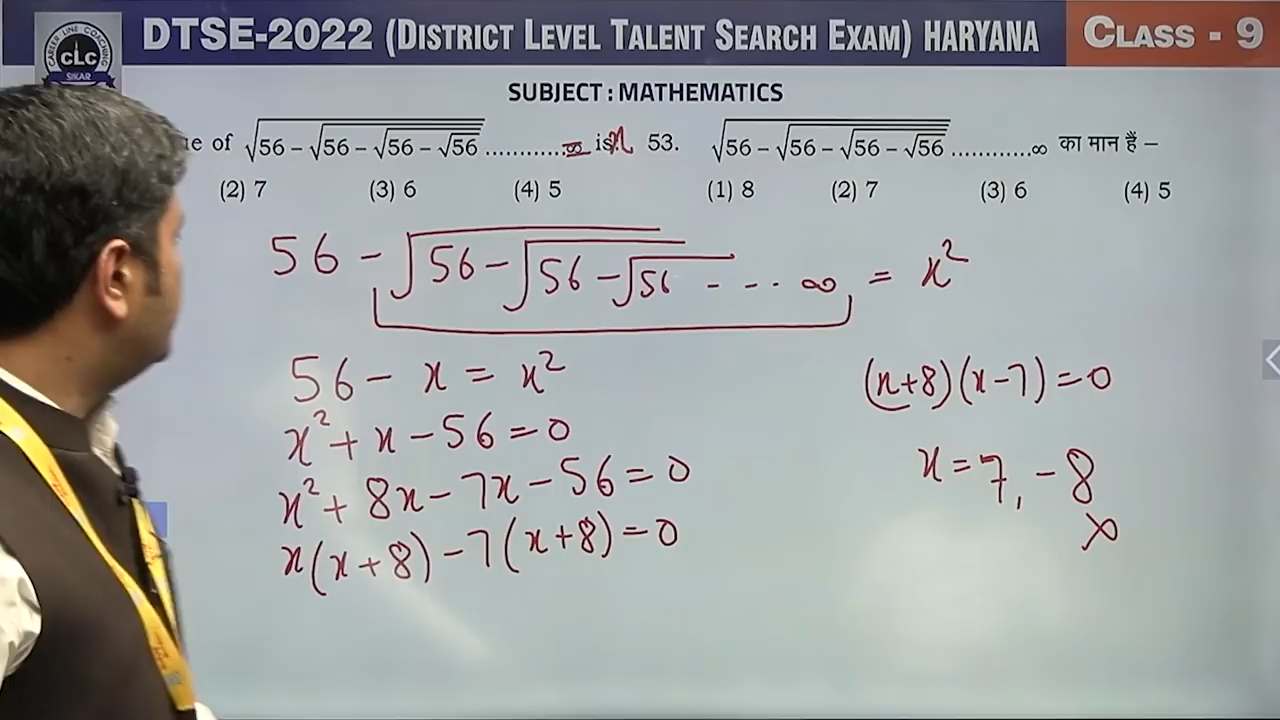 CAREER LINE COACHING
CLC
SIKAR
DTSE-2022 (DISTRICT LEVEL TALENT SEARCH EXAM) HARYANA
CLASS - 9
SUBJECT : MATHEMATICS
of √56 − √56 − √56 − √56 ............∞ is x
(2) 7 (3) 6 (4) 5
53. √56 − √56 − √56 − √56 ............∞ का मान हैं −
(1) 8 (2) 7 (3) 6 (4) 5
56 − √56 − √56 − √56 - - - - ∞ = x²
56 − x = x²
x² + x − 56 = 0
x² + 8x − 7x − 56 = 0
x(x + 8) − 7(x + 8) = 0
(x+8)(x−7) = 0
x = 7, −8